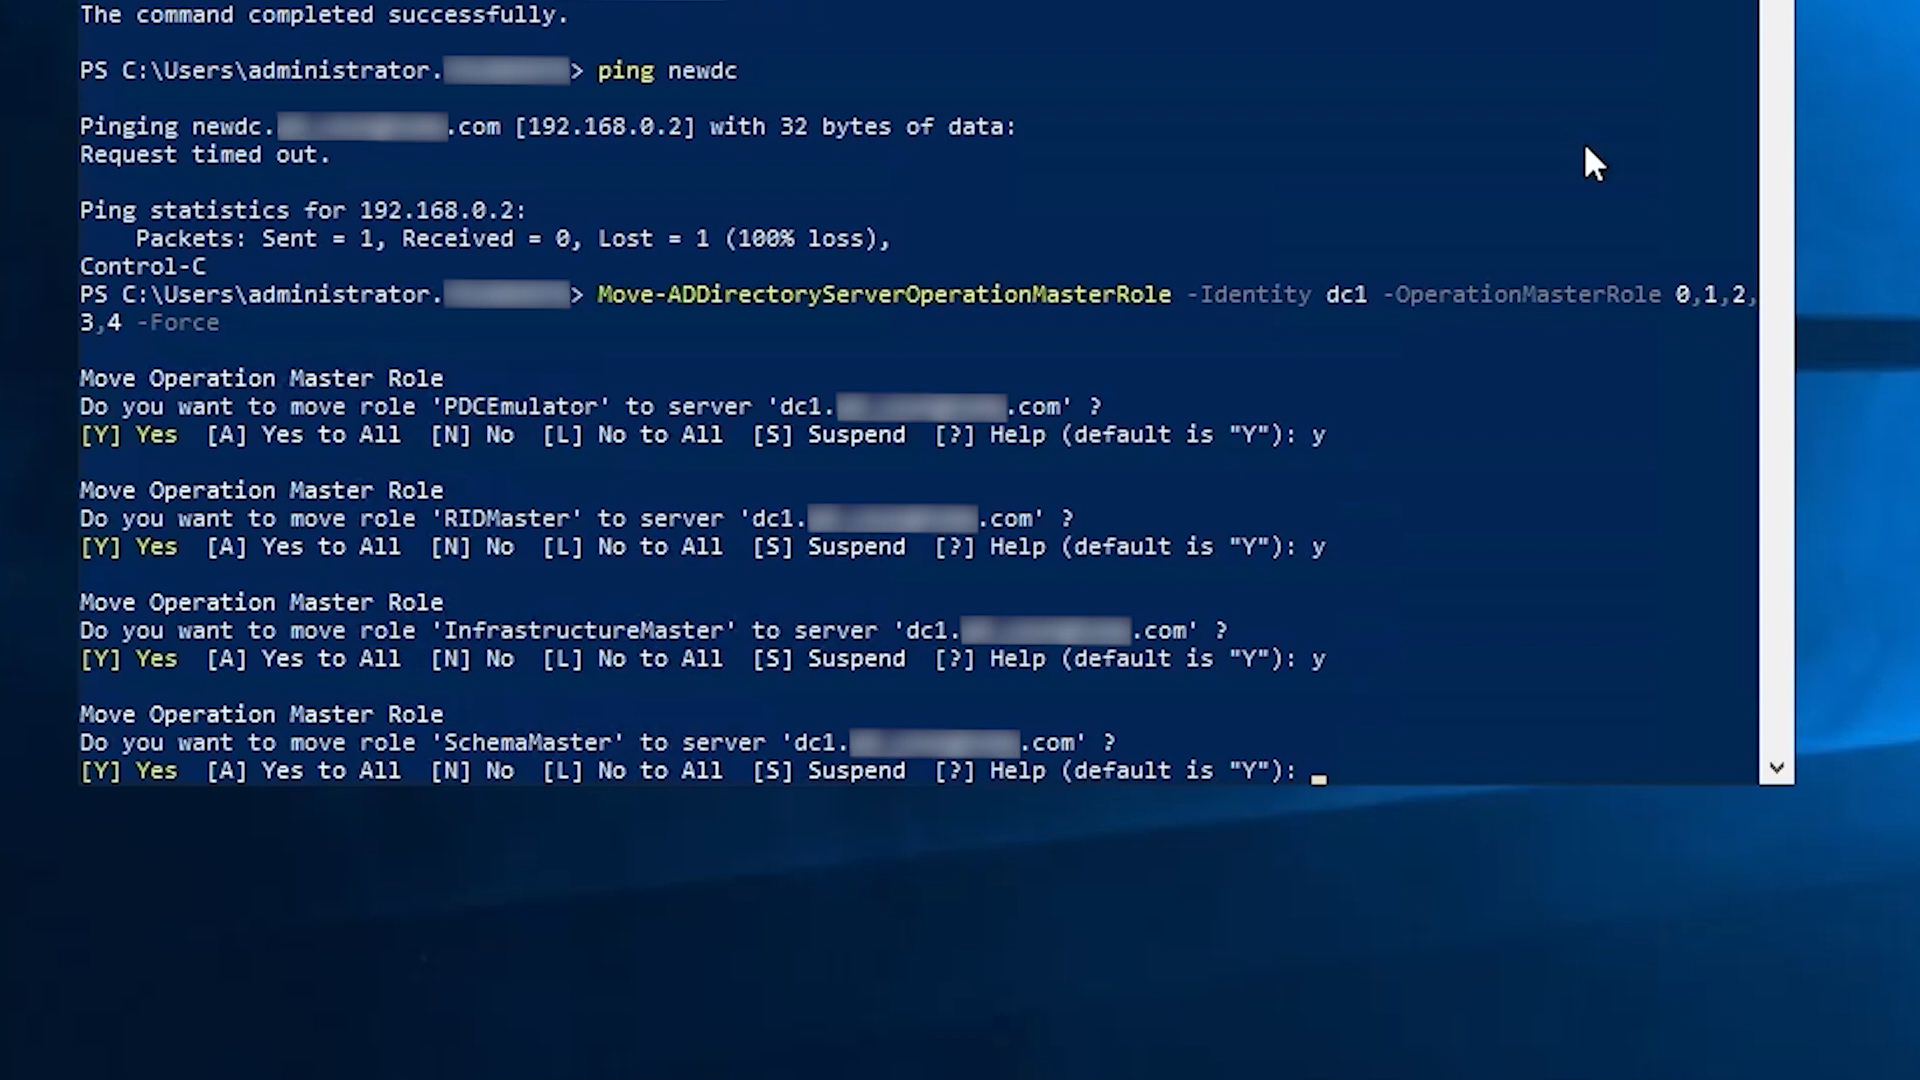 The command completed successfully.
PS C:\Users\administrator. > ping newdc
Pinging newdc. .com [192.168.0.2] with 32 bytes of data:
Request timed out.
Ping statistics for 192.168.0.2:
Packets: Sent = 1, Received = 0, Lost = 1 (100% loss),
Control-C
PS C:\Users\administrator. > Move-ADDirectoryServerOperationMasterRole -Identity dc1 -OperationMasterRole 0,1,2,
3,4 -Force
Move Operation Master Role
Do you want to move role 'PDCEmulator' to server 'dc1. .com' ?
[Y] Yes  [A] Yes to All  [N] No  [L] No to All  [S] Suspend  [?] Help (default is "Y"): y
Move Operation Master Role
Do you want to move role 'RIDMaster' to server 'dc1. .com' ?
[Y] Yes  [A] Yes to All  [N] No  [L] No to All  [S] Suspend  [?] Help (default is "Y"): y
Move Operation Master Role
Do you want to move role 'InfrastructureMaster' to server 'dc1. .com' ?
[Y] Yes  [A] Yes to All  [N] No  [L] No to All  [S] Suspend  [?] Help (default is "Y"): y
Move Operation Master Role
Do you want to move role 'SchemaMaster' to server 'dc1. .com' ?
[Y] Yes  [A] Yes to All  [N] No  [L] No to All  [S] Suspend  [?] Help (default is "Y"):